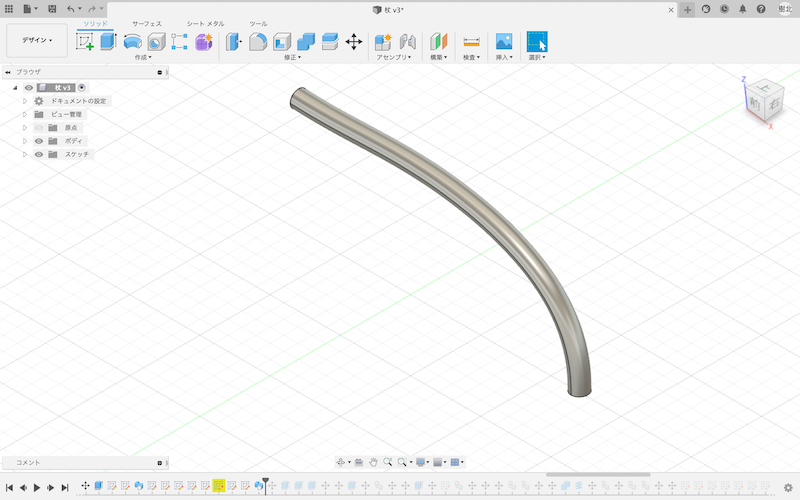 杖 v3*
樹北
ソリッド サーフェス シート メタル ツール
デザイン
作成 修正 アセンブリ 構築 検査 挿入 選択
ブラウザ
杖 v3
ドキュメントの設定
ビュー管理
原点
ボディ
スケッチ
Z
上
前 右
X
コメント